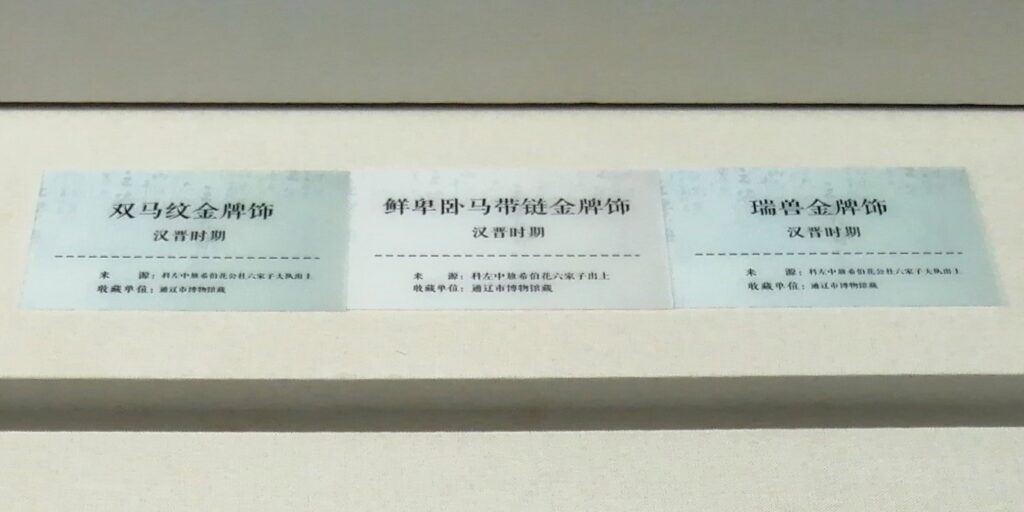 双马纹金牌饰
汉晋时期
来 源：科左中旗希伯花公社六家子大队出土
收藏单位：通辽市博物馆藏
鲜卑卧马带链金牌饰
汉晋时期
来 源：科左中旗希伯花六家子出土
收藏单位：通辽市博物馆藏
瑞兽金牌饰
汉晋时期
来 源：科左中旗希伯花公社六家子大队出土
收藏单位：通辽市博物馆藏